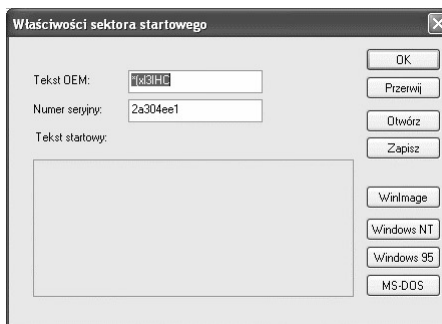 Właściwości sektora startowego
OK
Tekst OEM:
Przerwij
Numer seryjny: 2a304ee1
Otwórz
Tekst startowy:
Zapisz
WinImage
Windows NT
Windows 95
MS-DOS